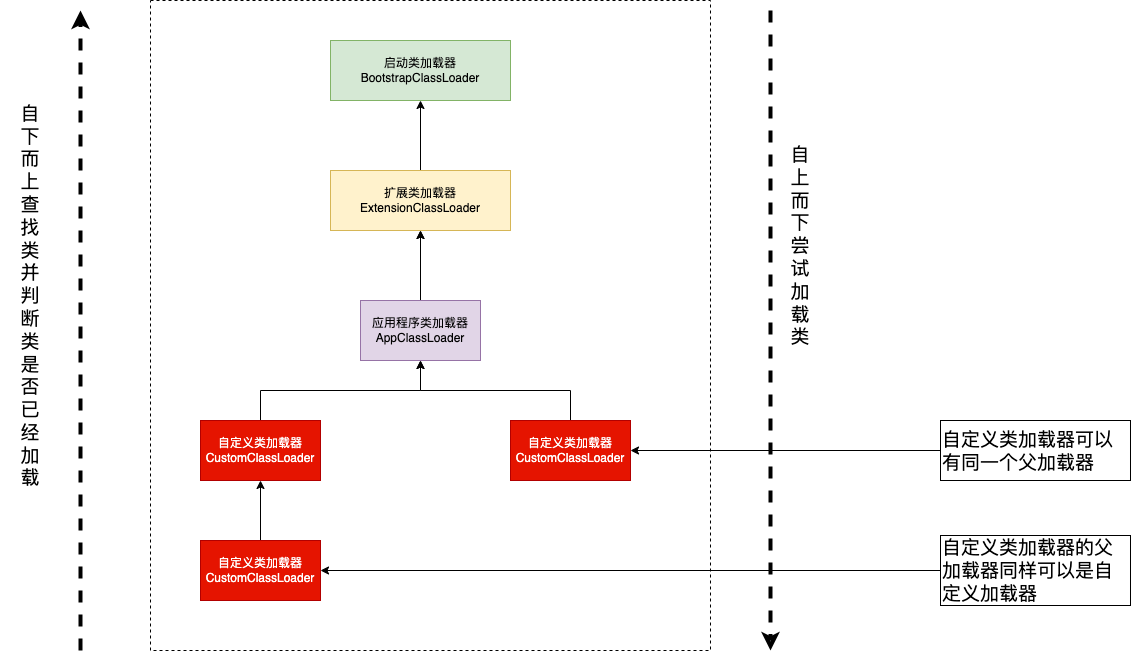 自下而上查找类并判断类是否已经加载
启动类加载器
BootstrapClassLoader
扩展类加载器
ExtensionClassLoader
自上而下尝试加载类
应用程序类加载器
AppClassLoader
自定义类加载器
CustomClassLoader
自定义类加载器
CustomClassLoader
自定义类加载器可以
有同一个父加载器
自定义类加载器
CustomClassLoader
自定义类加载器的父
加载器同样可以是自
定义加载器